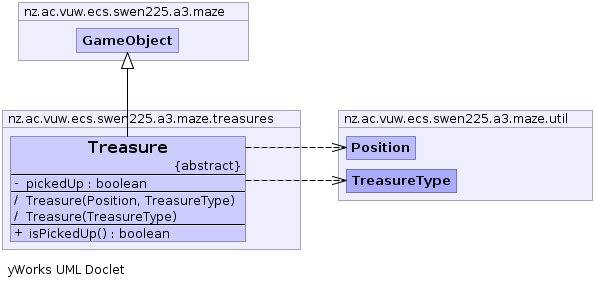 nz.ac.vuw.ecs.swen225.a3.maze
GameObject
nz.ac.vuw.ecs.swen225.a3.maze.treasures
Treasure
{abstract}
- pickedUp : boolean
/ Treasure(Position, TreasureType)
/ Treasure(TreasureType)
+ isPickedUp() : boolean
nz.ac.vuw.ecs.swen225.a3.maze.util
Position
TreasureType
yWorks UML Doclet